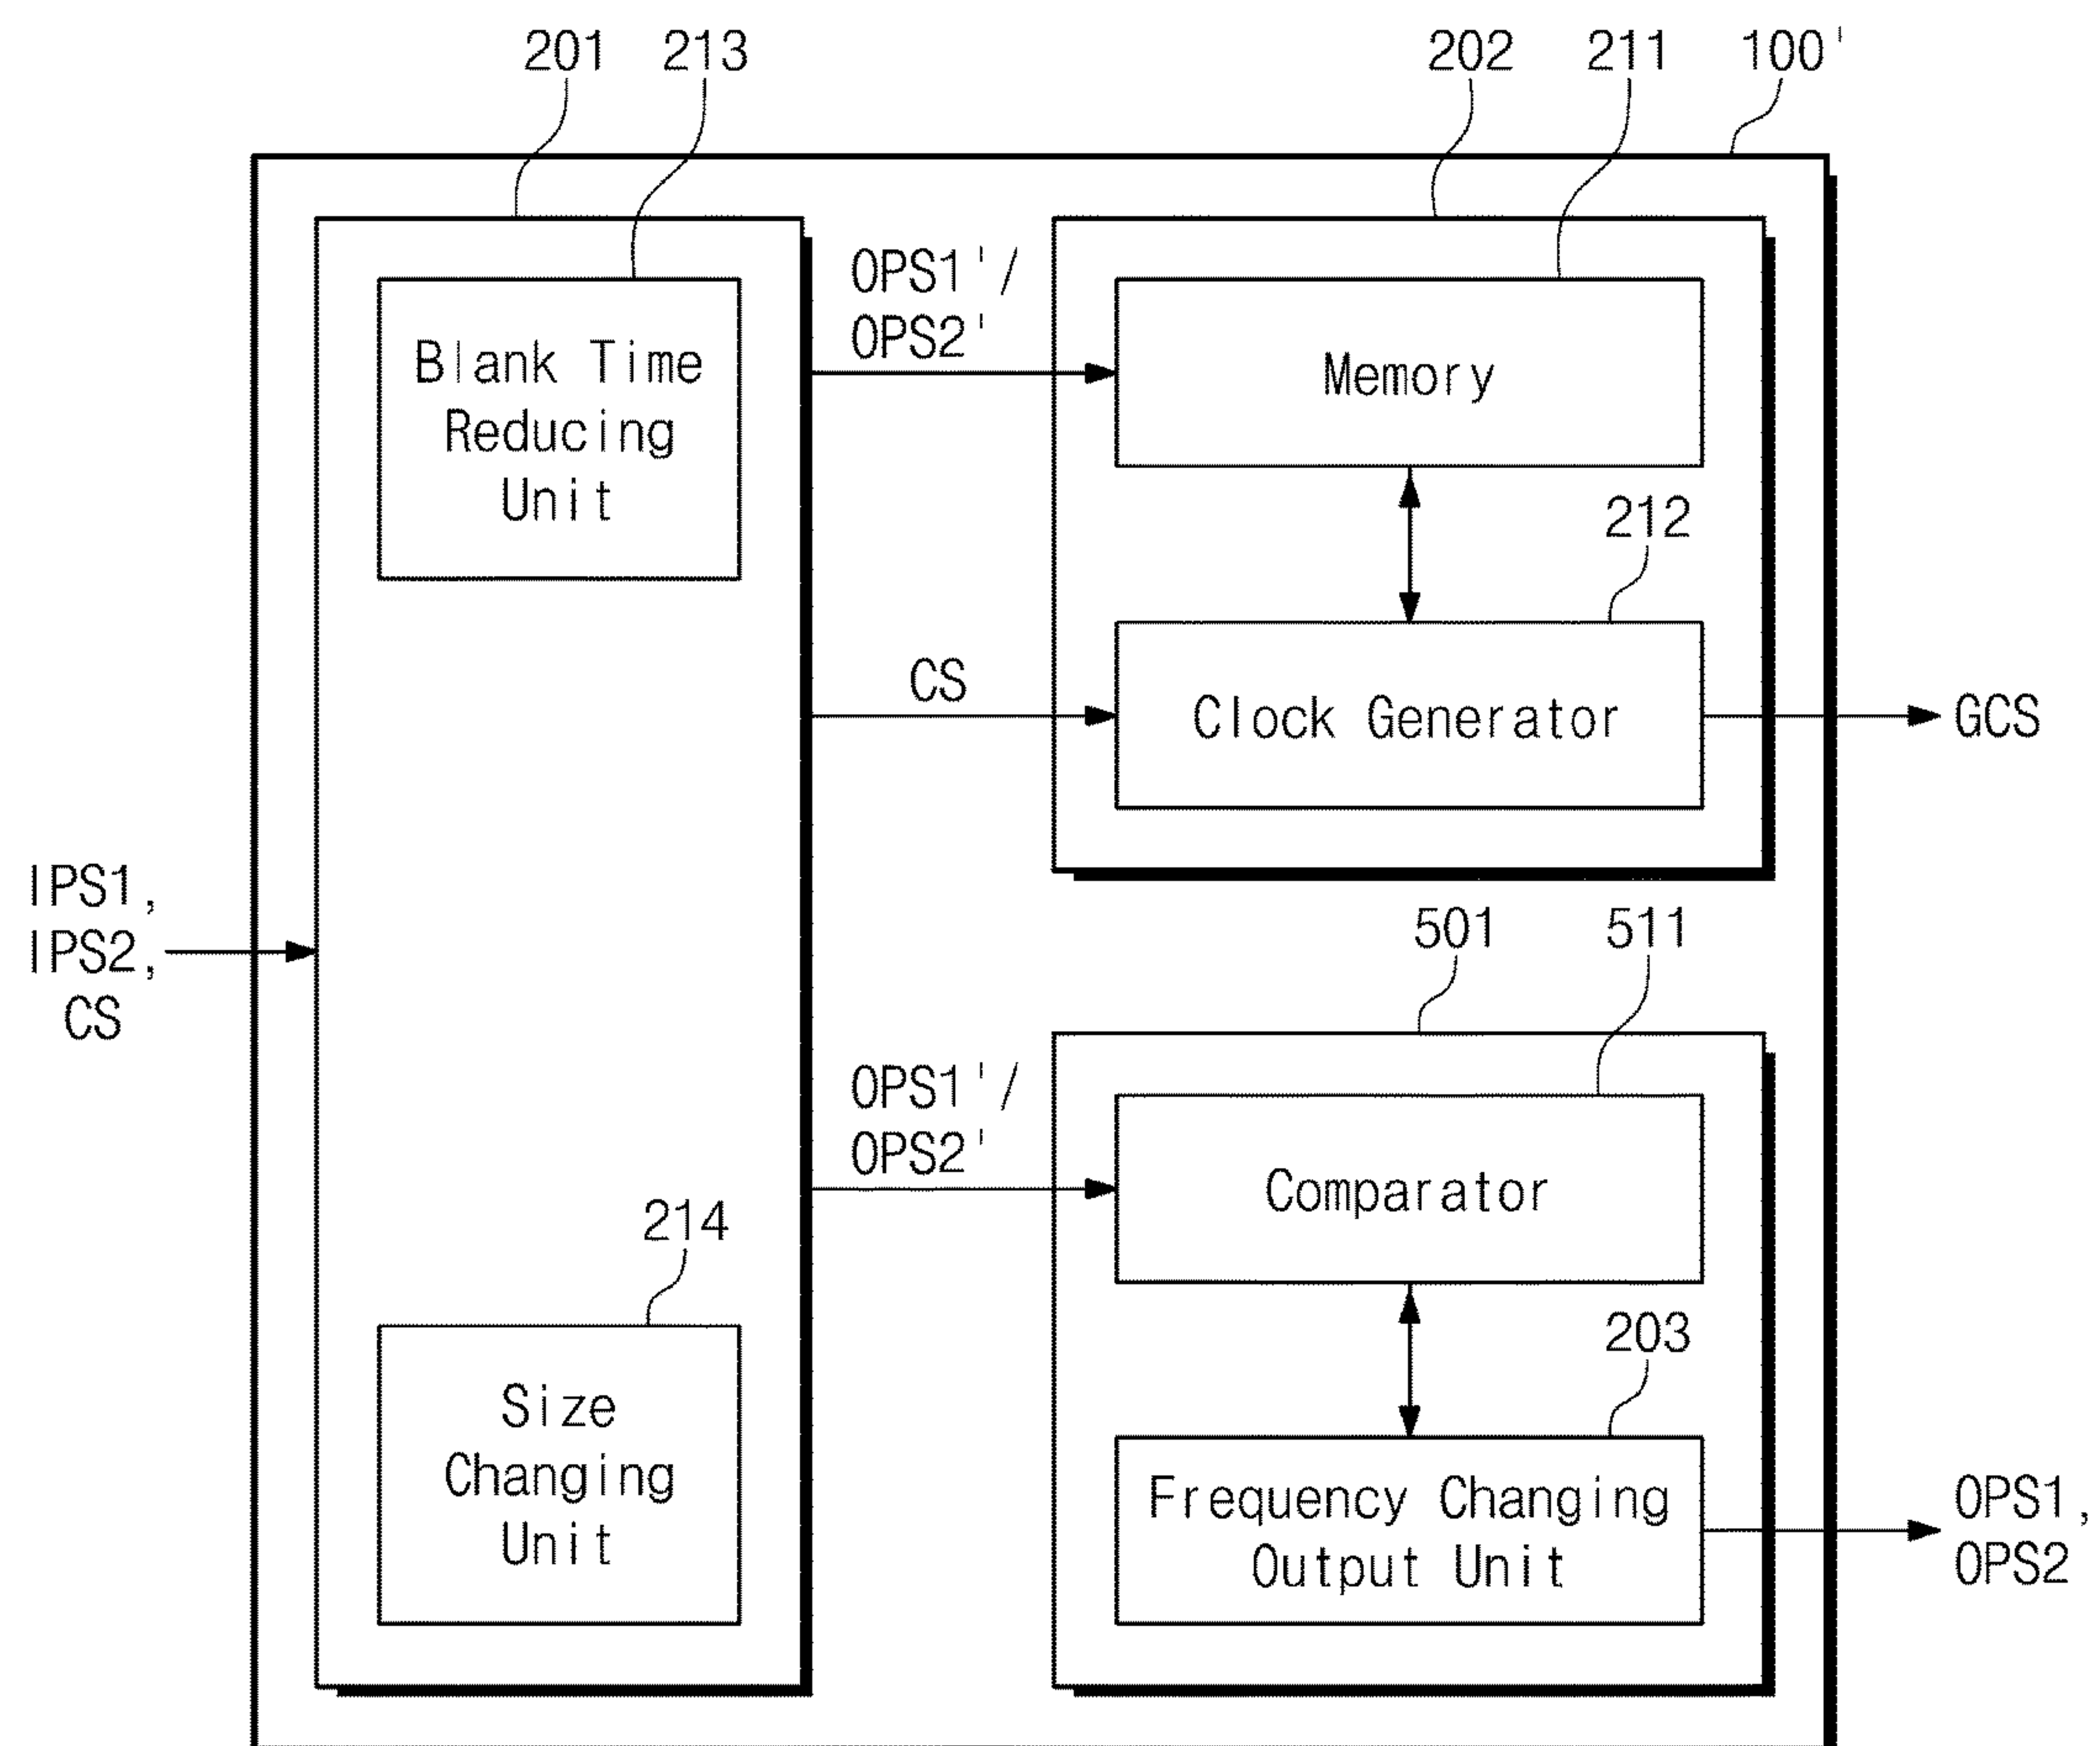 201
213
202
211
100'
Blank Time
Reducing
Unit
OPS1'/
OPS2'
Memory
212
CS
Clock Generator
GCS
IPS1,
IPS2,
CS
501
511
OPS1'/
OPS2'
Comparator
214
203
Size
Changing
Unit
Frequency Changing
Output Unit
OPS1,
OPS2